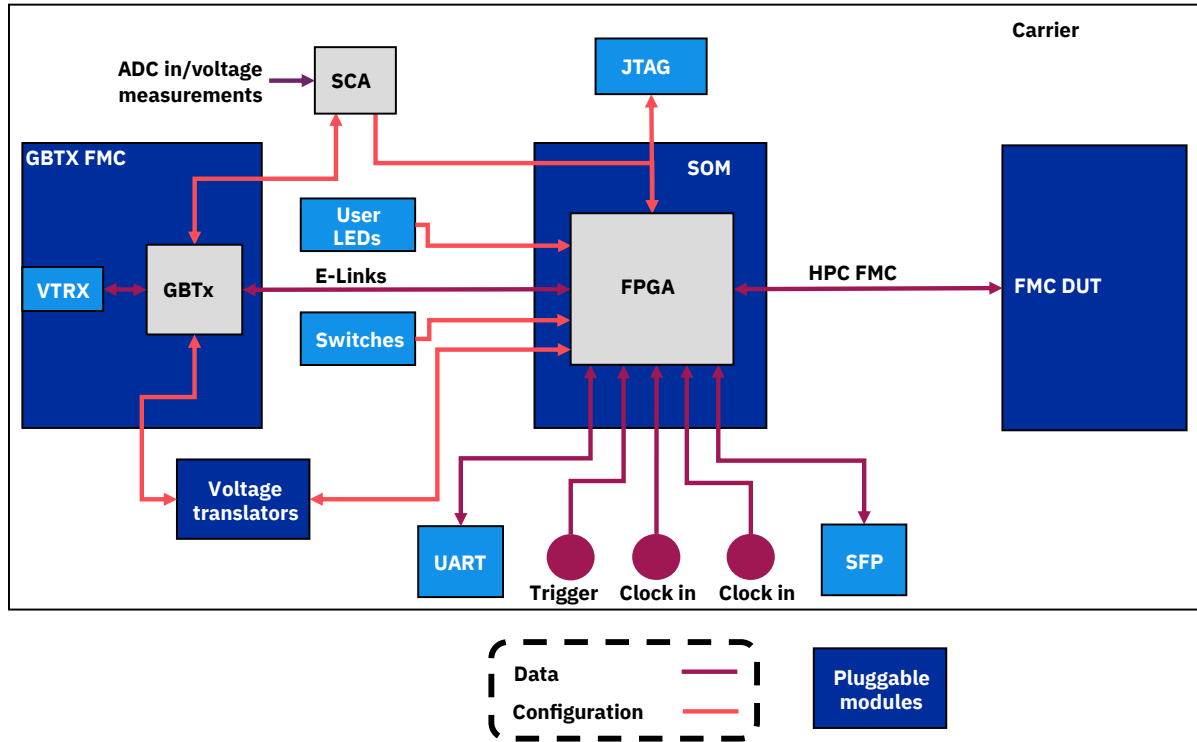 Carrier
ADC in/voltage
measurements
SCA
JTAG
GBTX FMC
SOM
User
LEDs
VTRX
GBTx
E-Links
FPGA
HPC FMC
FMC DUT
Switches
Voltage
translators
UART
SFP
Trigger
Clock in
Clock in
Data
Configuration
Pluggable
modules